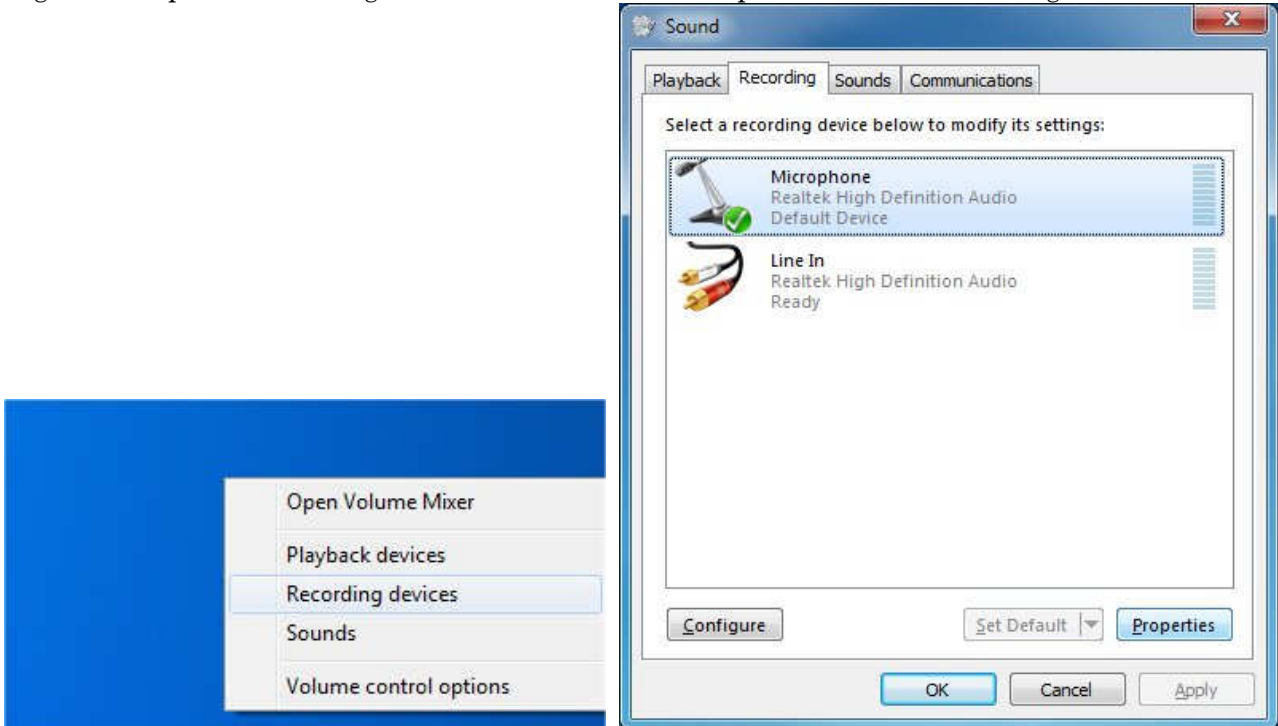 Sound
Playback Recording Sounds Communications
Select a recording device below to modify its settings:
Microphone
Realtek High Definition Audio
Default Device
Line In
Realtek High Definition Audio
Ready
Configure Set Default Properties
OK Cancel Apply
Open Volume Mixer
Playback devices
Recording devices
Sounds
Volume control options